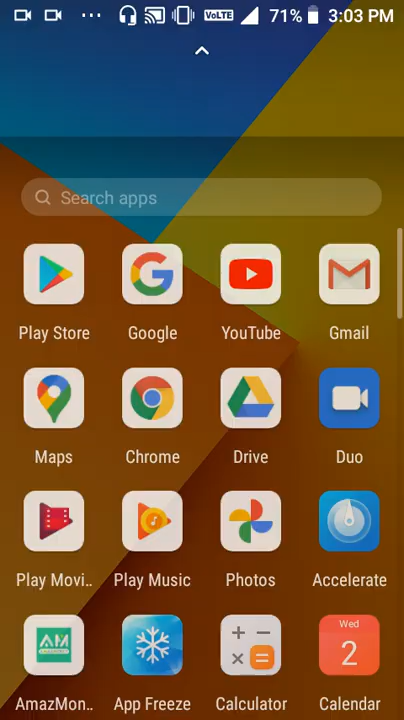 VoLTE 71% 3:03 PM
Search apps
Play Store Google YouTube Gmail
Maps Chrome Drive Duo
Play Movi.. Play Music Photos Accelerate
AM
Wed
2
AmazMon.. App Freeze Calculator Calendar